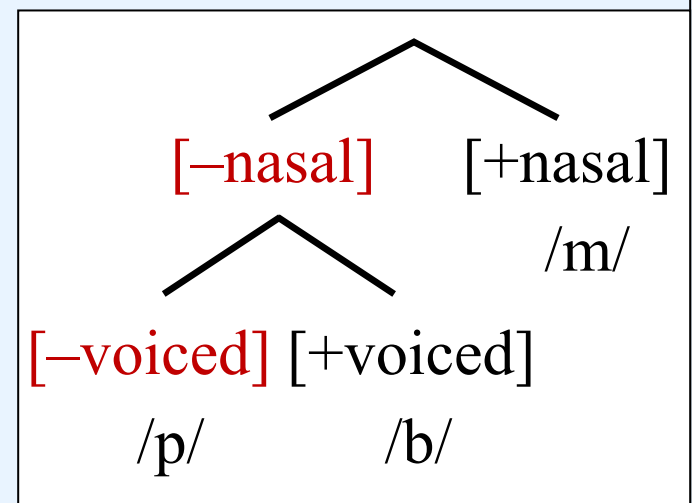 [–nasal] [+nasal]
/m/
[–voiced] [+voiced]
/p/ /b/